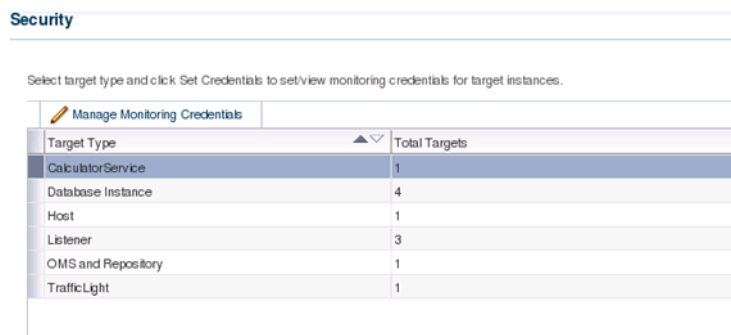 Security
Select target type and click Set Credentials to set/view monitoring credentials for target instances.
Manage Monitoring Credentials
Target Type Total Targets
CalculatorService 1
Database Instance 4
Host 1
Listener 3
OMS and Repository 1
TrafficLight 1